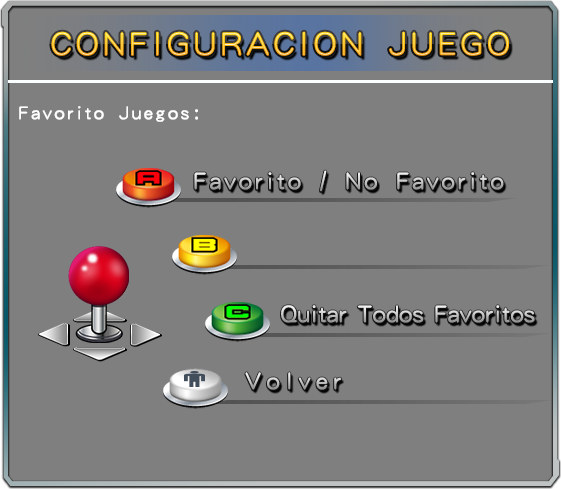 CONFIGURACION JUEGO
Favorito Juegos:
A Favorito / No Favorito
B
C Quitar Todos Favoritos
Volver